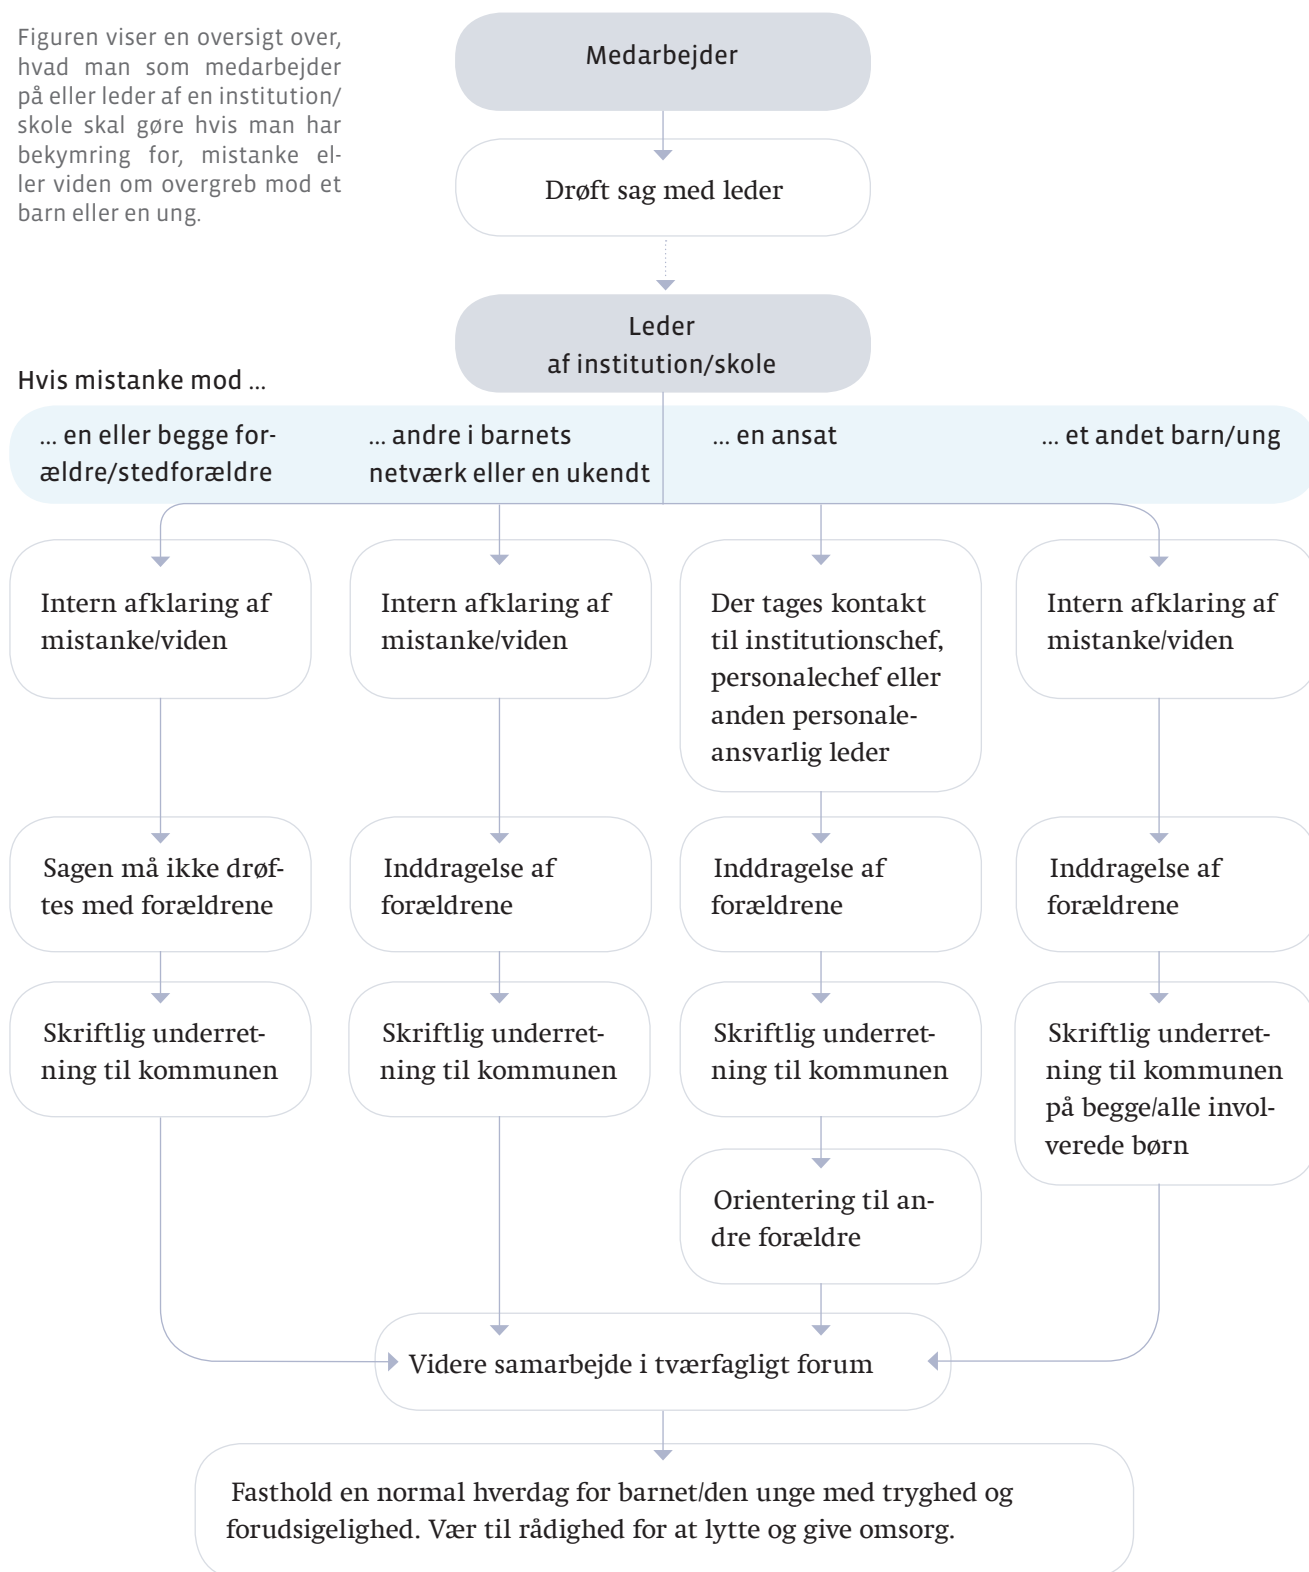 Figuren viser en oversigt over,
hvad man som medarbejder
på eller leder af en institution/
skole skal gøre hvis man har
bekymring for, mistanke el-
ler viden om overgreb mod et
barn eller en ung.
Medarbejder
Drøft sag med leder
Leder
af institution/skole
Hvis mistanke mod ...
... en eller begge for-
ældre/stedforældre
... andre i barnets
netværk eller en ukendt
... en ansat
... et andet barn/ung
Intern afklaring af
mistanke/viden
Intern afklaring af
mistanke/viden
Der tages kontakt
til institutionschef,
personalechef eller
anden personale-
ansvarlig leder
Intern afklaring af
mistanke/viden
Sagen må ikke drøf-
tes med forældrene
Inddragelse af
forældrene
Inddragelse af
forældrene
Inddragelse af
forældrene
Skriftlig underret-
ning til kommunen
Skriftlig underret-
ning til kommunen
Skriftlig underret-
ning til kommunen
Skriftlig underret-
ning til kommunen
på begge/alle invol-
verede børn
Orientering til an-
dre forældre
Videre samarbejde i tværfagligt forum
Fasthold en normal hverdag for barnet/den unge med tryghed og
forudsigelighed. Vær til rådighed for at lytte og give omsorg.